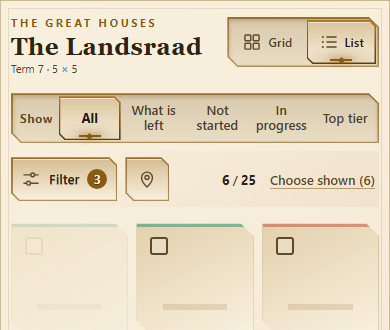 THE GREAT HOUSES
The Landsraad
Term 7 · 5 × 5
Grid
List
Show
All
What is left
Not started
In progress
Top tier
Filter 3
6 / 25
Choose shown (6)